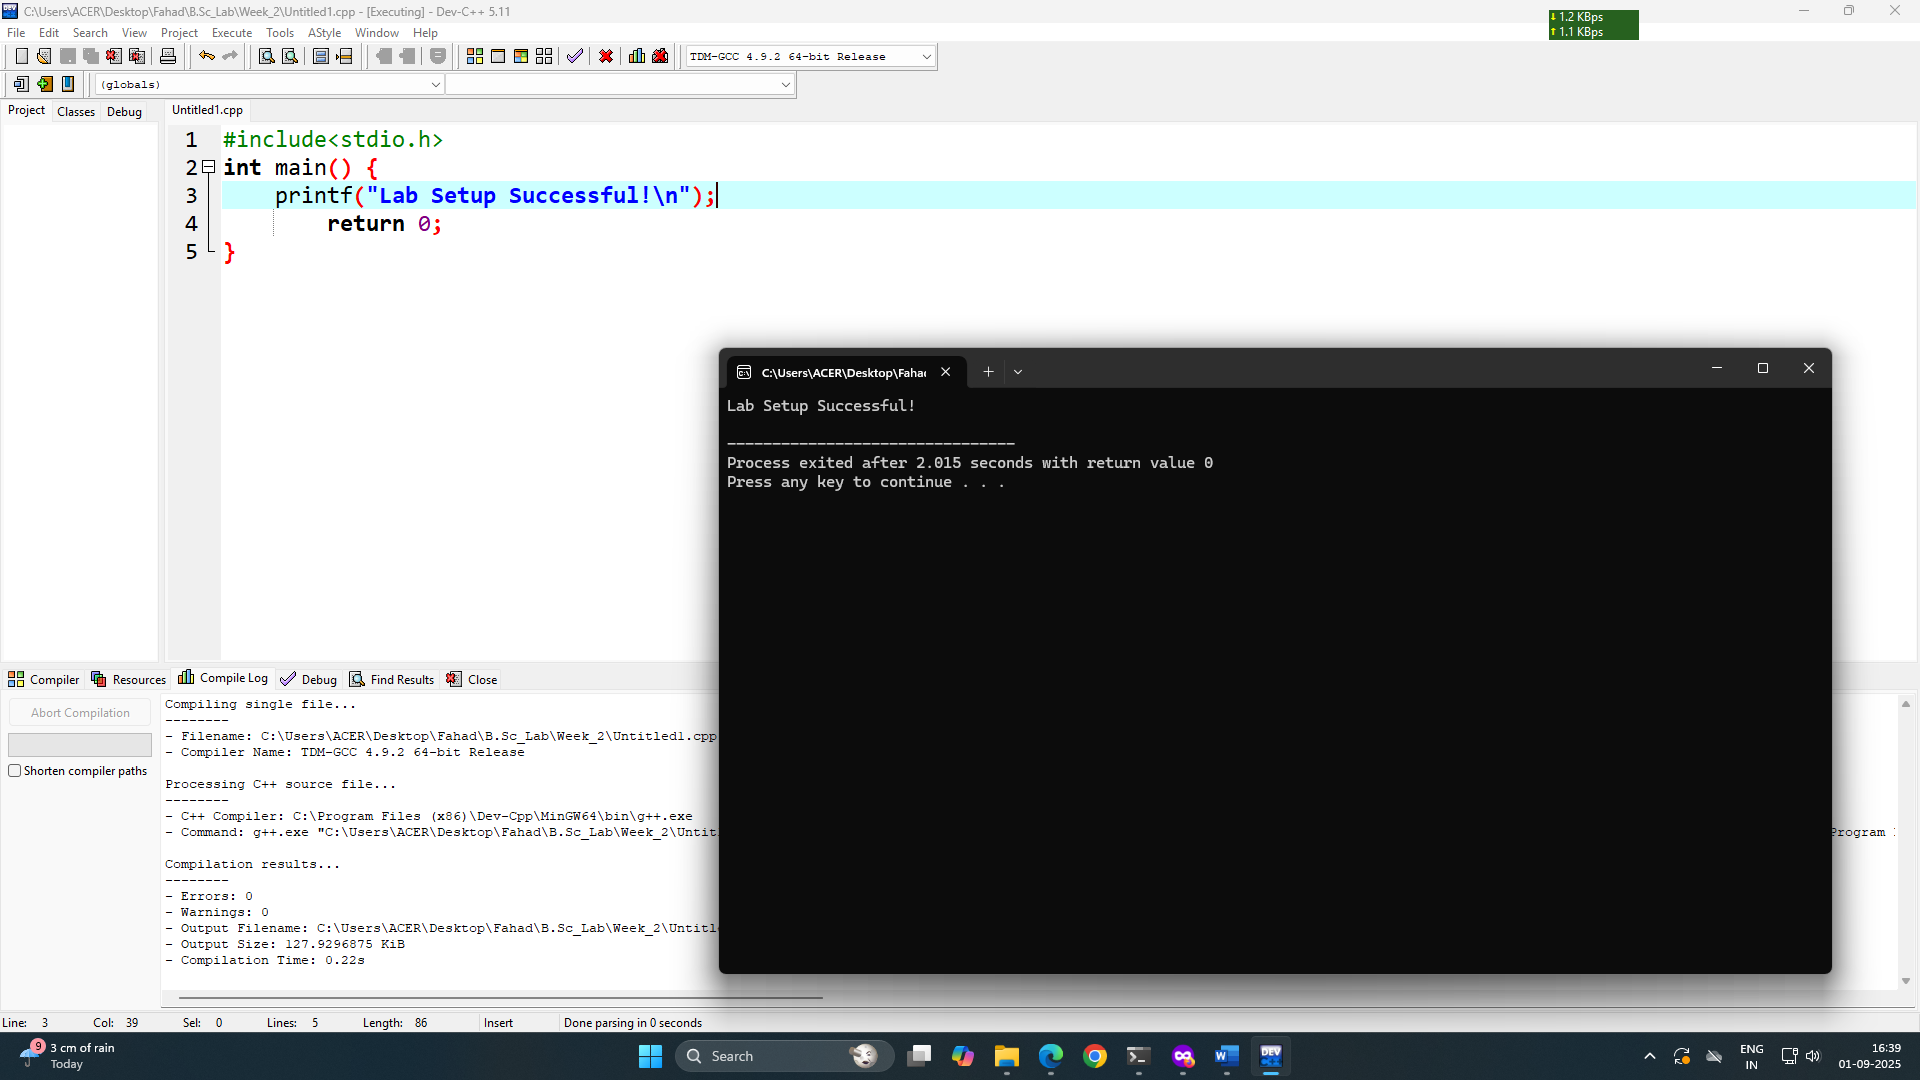 C:\Users\ACER\Desktop\Fahad\B.Sc_Lab\Week_2\Untitled1.cpp - [Executing] - Dev-C++ 5.11
1.2 KBps
1.1 KBps
File Edit Search View Project Execute Tools AStyle Window Help
TDM-GCC 4.9.2 64-bit Release
(globals)
Project Classes Debug
Untitled1.cpp
1 #include<stdio.h>
2 int main() {
3 printf("Lab Setup Successful!\n");
4 return 0;
5 }
C:\Users\ACER\Desktop\Faha
Lab Setup Successful!
--------------------------------
Process exited after 2.015 seconds with return value 0
Press any key to continue . . .
Compiler Resources Compile Log Debug Find Results Close
Abort Compilation
Shorten compiler paths
Compiling single file...
--------
- Filename: C:\Users\ACER\Desktop\Fahad\B.Sc_Lab\Week_2\Untitled1.cpp
- Compiler Name: TDM-GCC 4.9.2 64-bit Release
Processing C++ source file...
--------
- C++ Compiler: C:\Program Files (x86)\Dev-Cpp\MinGW64\bin\g++.exe
- Command: g++.exe "C:\Users\ACER\Desktop\Fahad\B.Sc_Lab\Week_2\Untit Program
Compilation results...
--------
- Errors: 0
- Warnings: 0
- Output Filename: C:\Users\ACER\Desktop\Fahad\B.Sc_Lab\Week_2\Untitl
- Output Size: 127.9296875 KiB
- Compilation Time: 0.22s
Line: 3 Col: 39 Sel: 0 Lines: 5 Length: 86 Insert Done parsing in 0 seconds
9
3 cm of rain
Today
Search
DEV
ENG
IN
16:39
01-09-2025